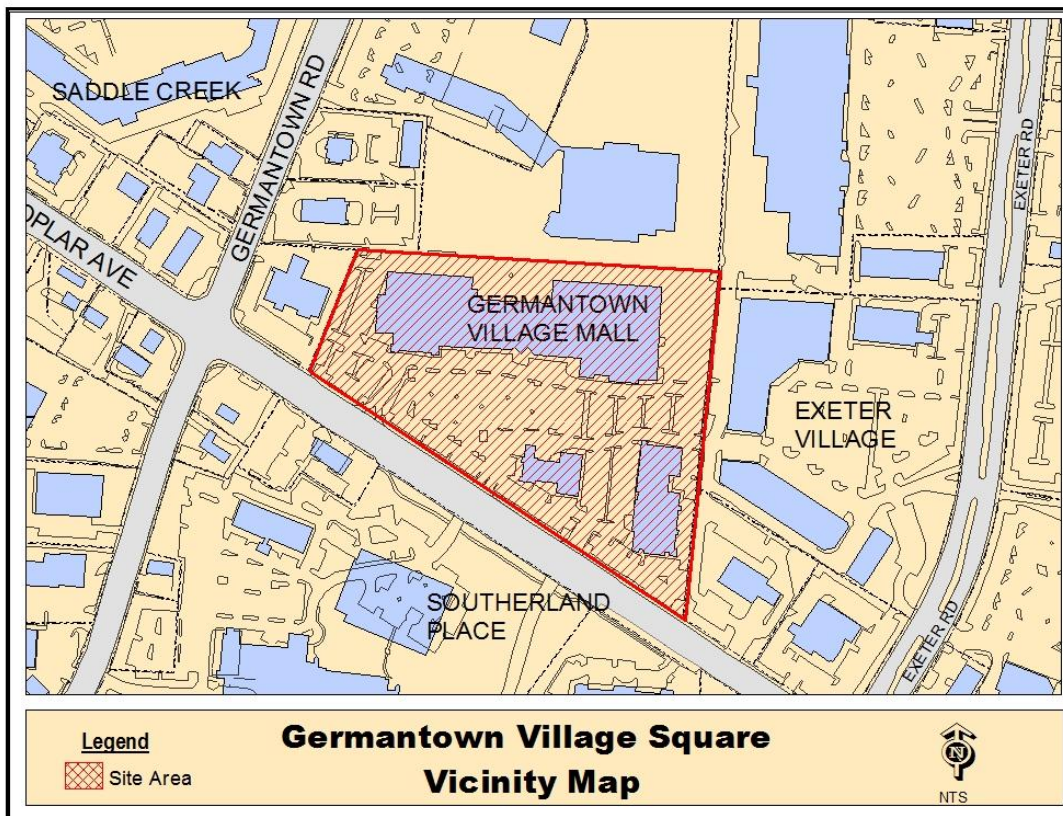 SADDLE CREEK
GERMANTOWN RD
OPLAR AVE
EXETER RD
GERMANTOWN
VILLAGE MALL
EXETER
VILLAGE
SOUTHERLAND
PLACE
EXETER RD
Legend
Site Area
Germantown Village Square
Vicinity Map
N
NTS